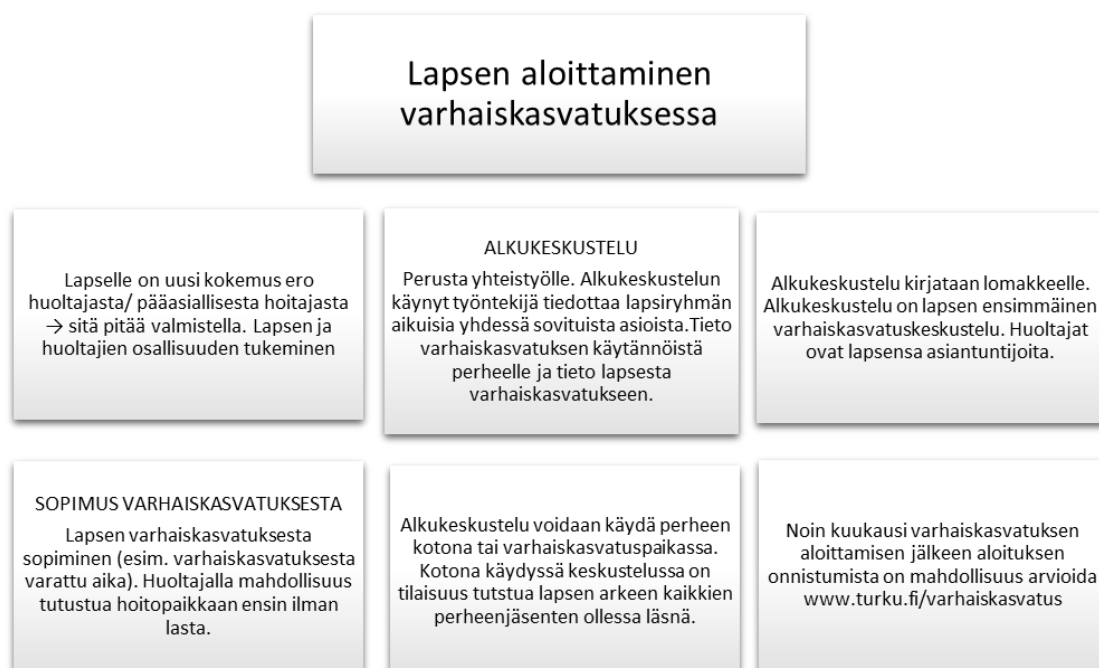 Lapsen aloittaminen
varhaiskasvatuksessa
Lapselle on uusi kokemus ero
huoltajasta/ pääasiallisesta hoitajasta
→ sitä pitää valmistella. Lapsen ja
huoltajien osallisuuden tukeminen
ALKUKESKUSTELU
Perusta yhteistyölle. Alkukeskustelun
käynyt työntekijä tiedottaa lapsiryhmän
aikuisia yhdessä sovituista asioista.Tieto
varhaiskasvatuksen käytännöistä
perheelle ja tieto lapsesta
varhaiskasvatukseen.
Alkukeskustelu kirjataan lomakkeelle.
Alkukeskustelu on lapsen ensimmäinen
varhaiskasvatuskeskustelu. Huoltajat
ovat lapsensa asiantuntijoita.
SOPIMUS VARHAISKASVATUKSESTA
Lapsen varhaiskasvatuksesta
sopiminen (esim. varhaiskasvatuksesta
varattu aika). Huoltajalla mahdollisuus
tutustua hoitopaikkaan ensin ilman
lasta.
Alkukeskustelu voidaan käydä perheen
kotona tai varhaiskasvatuspaikassa.
Kotona käydyssä keskustelussa on
tilaisuus tutstua lapsen arkeen kaikkien
perheenjäsenten ollessa läsnä.
Noin kuukausi varhaiskasvatuksen
aloittamisen jälkeen aloituksen
onnistumista on mahdollisuus arvioida
www.turku.fi/varhaiskasvatus